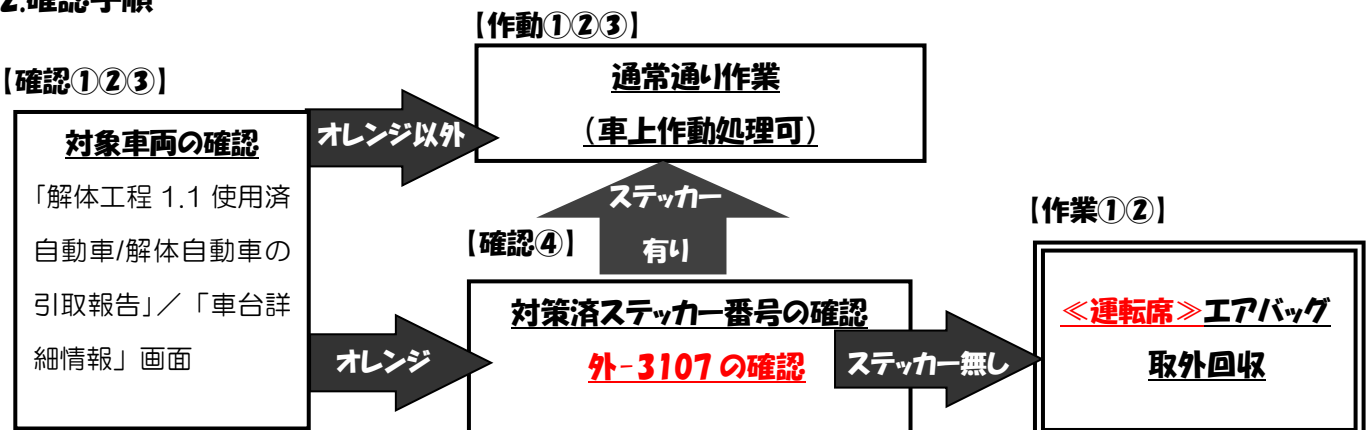 2.確認手順
【作動①②③】
通常通り作業
(車上作動処理可)
【確認①②③】
対象車両の確認
「解体工程 1.1 使用済
自動車/解体自動車の
引取報告」/「車台詳
細情報」画面
オレンジ以外
ステッカー
有り
【確認④】
オレンジ
対策済ステッカー番号の確認
外-3107の確認
ステッカー無し
【作業①②】
≪運転席≫エアバッグ
取外回収